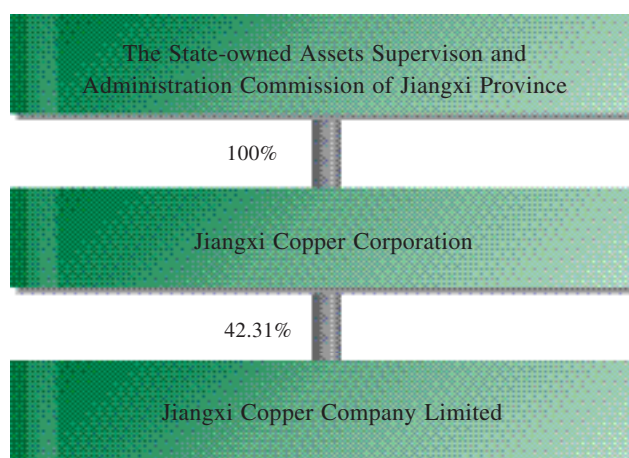 The State-owned Assets Supervison and
Administration Commission of Jiangxi Province
100%
Jiangxi Copper Corporation
42.31%
Jiangxi Copper Company Limited